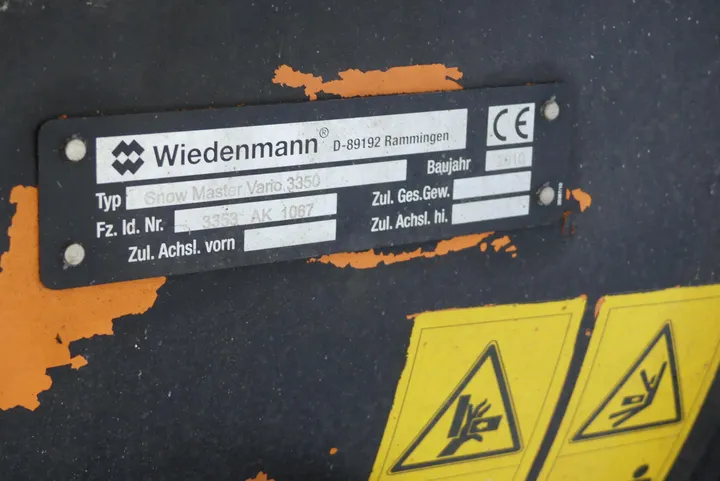 Wiedenmann® D-89192 Rammingen CE
Typ Snow Master Vario 3350 Baujahr 2010
Fz. Id. Nr. 3353 AK 1067 Zul. Ges.Gew.
Zul. Achsl. vorn Zul. Achsl. hi.